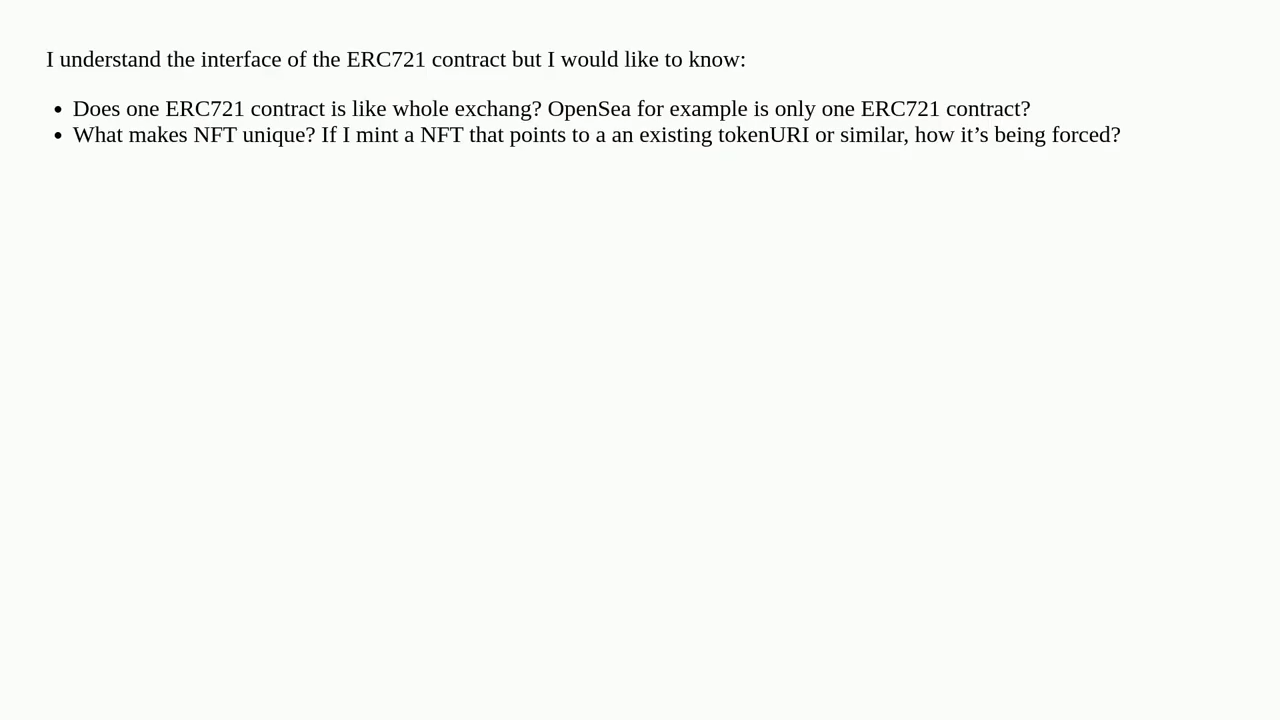 I understand the interface of the ERC721 contract but I would like to know:
• Does one ERC721 contract is like whole exchang? OpenSea for example is only one ERC721 contract?
• What makes NFT unique? If I mint a NFT that points to a an existing tokenURI or similar, how it’s being forced?